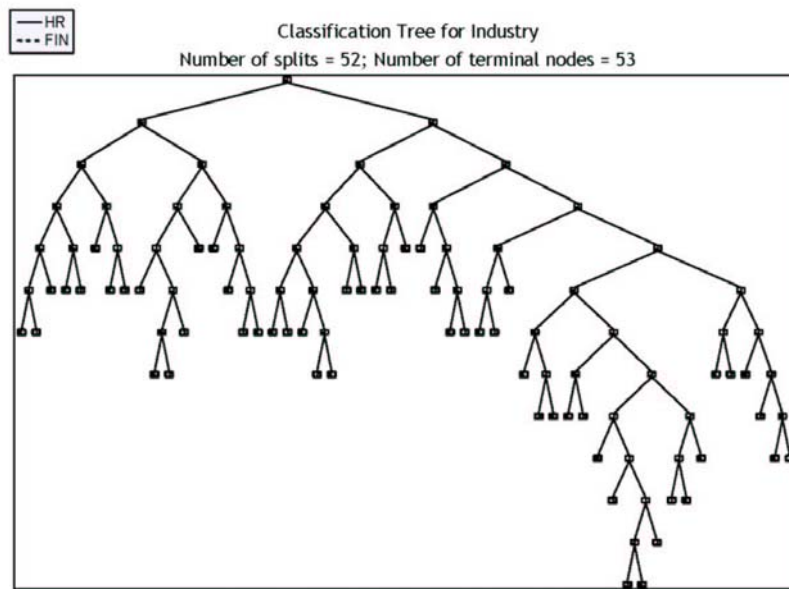 HR
FIN
Classification Tree for Industry
Number of splits = 52; Number of terminal nodes = 53